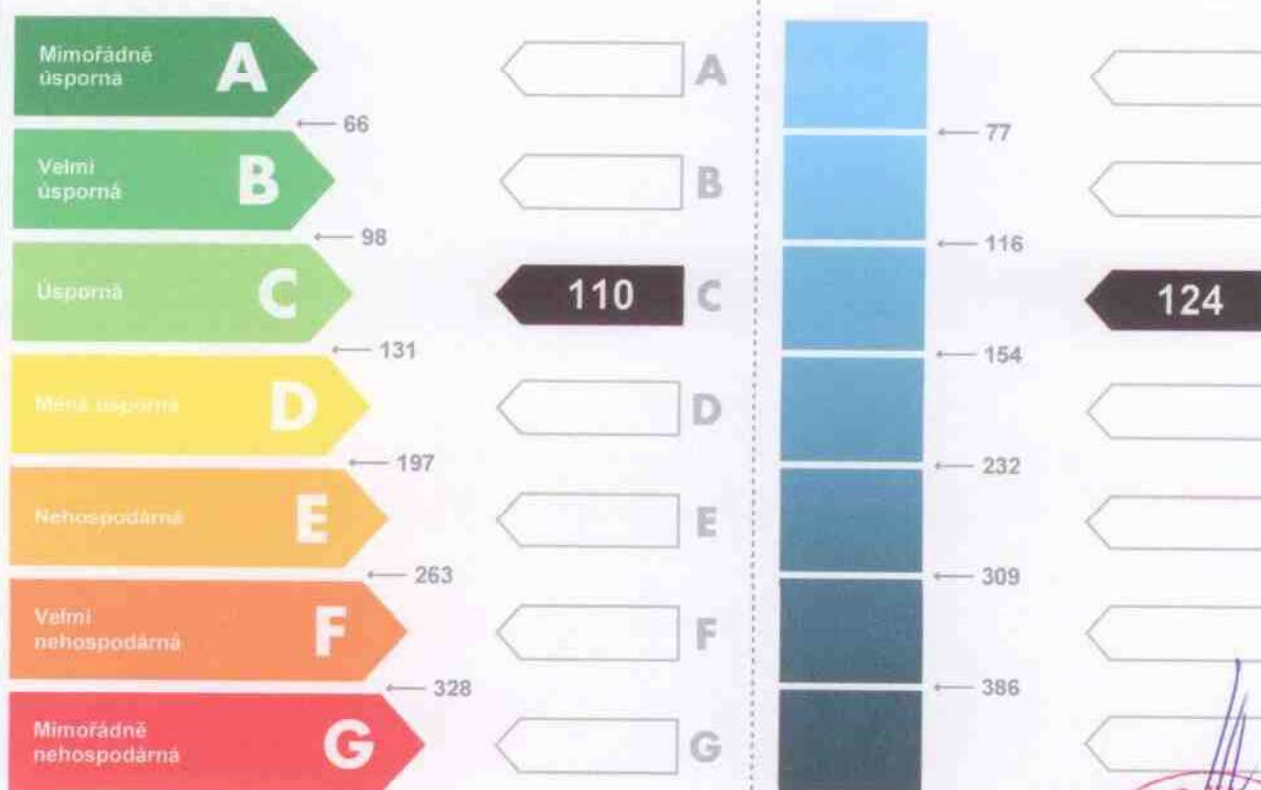 Mimořádně
úsporná
A
A
66
77
Velmi
úsporná
B
B
98
116
Úsporná
C
110
C
124
131
154
Méně úsporná
D
D
197
232
Nehospodárná
E
E
263
309
Velmi
nehospodárná
F
F
328
386
Mimořádně
nehospodárná
G
G